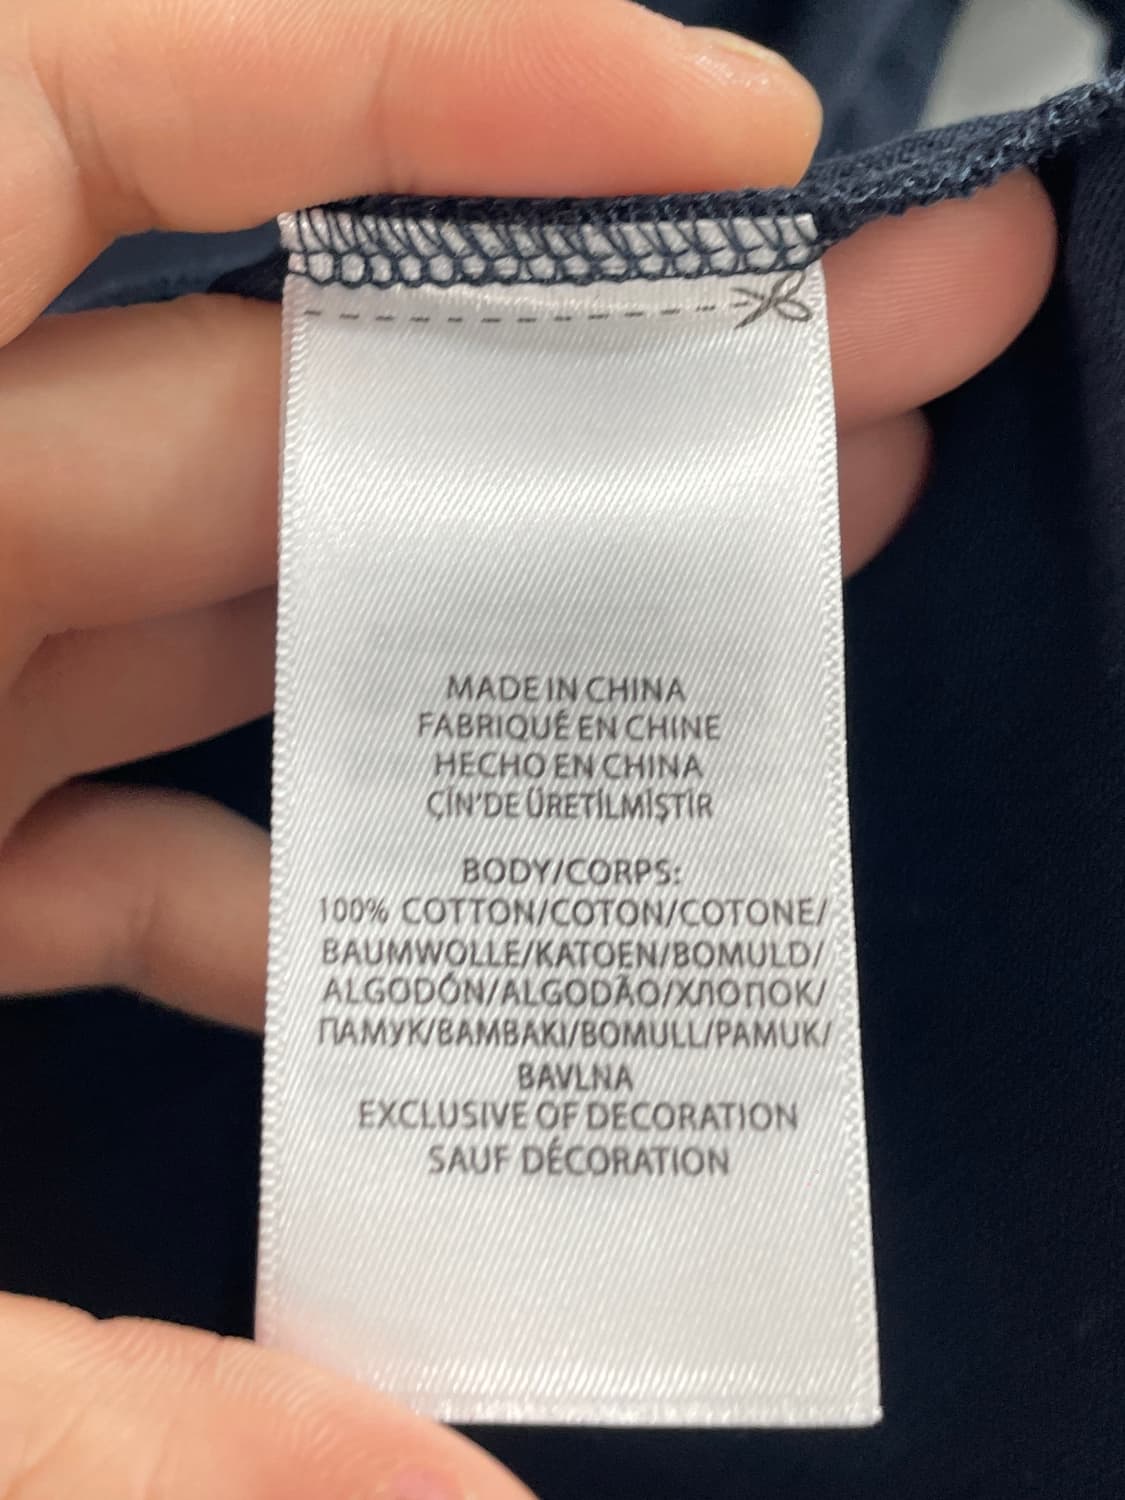 MADE IN CHINA
FABRIQUÉ EN CHINE
HECHO EN CHINA
ÇİN'DE ÜRETİLMİŞTİR
BODY/CORPS:
100% COTTON/COTON/COTONE/
BAUMWOLLE/KATOEN/BOMULD/
ALGODÓN/ALGODÃO/ХЛОПОК/
ПАМУК/ΒΑΜΒΑΚΙ/BOMULL/PAMUK/
BAVLNA
EXCLUSIVE OF DECORATION
SAUF DÉCORATION